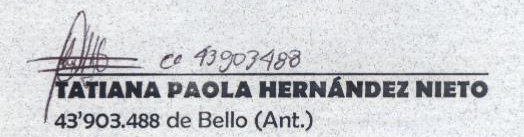 cc 43903488
TATIANA PAOLA HERNÁNDEZ NIETO
43'903.488 de Bello (Ant.)